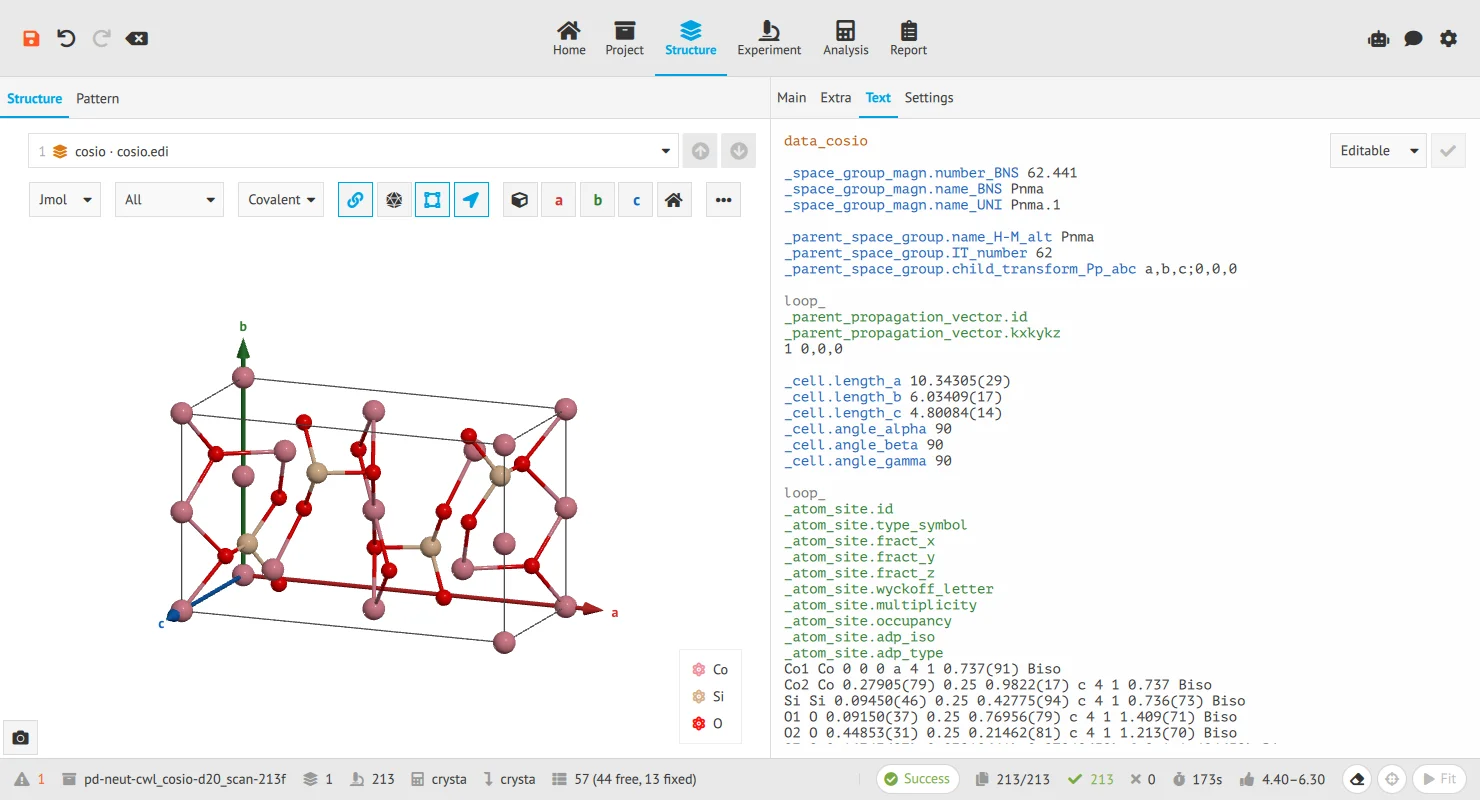 Home Project Structure Experiment Analysis Report
Structure Pattern
Main Extra Text Settings
1 cosio · cosio.edi
Jmol All Covalent a b c
b
a
c
Co
Si
O
Editable
data_cosio
_space_group_magn.number_BNS 62.441
_space_group_magn.name_BNS Pnma
_space_group_magn.name_UNI Pnma.1
_parent_space_group.name_H-M_alt Pnma
_parent_space_group.IT_number 62
_parent_space_group.child_transform_Pp_abc a,b,c;0,0,0
loop_
_parent_propagation_vector.id
_parent_propagation_vector.kxkykz
1 0,0,0
_cell.length_a 10.34305(29)
_cell.length_b 6.03409(17)
_cell.length_c 4.80084(14)
_cell.angle_alpha 90
_cell.angle_beta 90
_cell.angle_gamma 90
loop_
_atom_site.id
_atom_site.type_symbol
_atom_site.fract_x
_atom_site.fract_y
_atom_site.fract_z
_atom_site.wyckoff_letter
_atom_site.multiplicity
_atom_site.occupancy
_atom_site.adp_iso
_atom_site.adp_type
Co1 Co 0 0 0 a 4 1 0.737(91) Biso
Co2 Co 0.27905(79) 0.25 0.9822(17) c 4 1 0.737 Biso
Si Si 0.09450(46) 0.25 0.42775(94) c 4 1 0.736(73) Biso
O1 O 0.09150(37) 0.25 0.76956(79) c 4 1 1.409(71) Biso
O2 O 0.44853(31) 0.25 0.21462(81) c 4 1 1.213(70) Biso
1 pd-neut-cwl_cosio-d20_scan-213f 1 213 crysta crysta 57 (44 free, 13 fixed) Success 213/213 213 0 173s 4.40–6.30 Fit